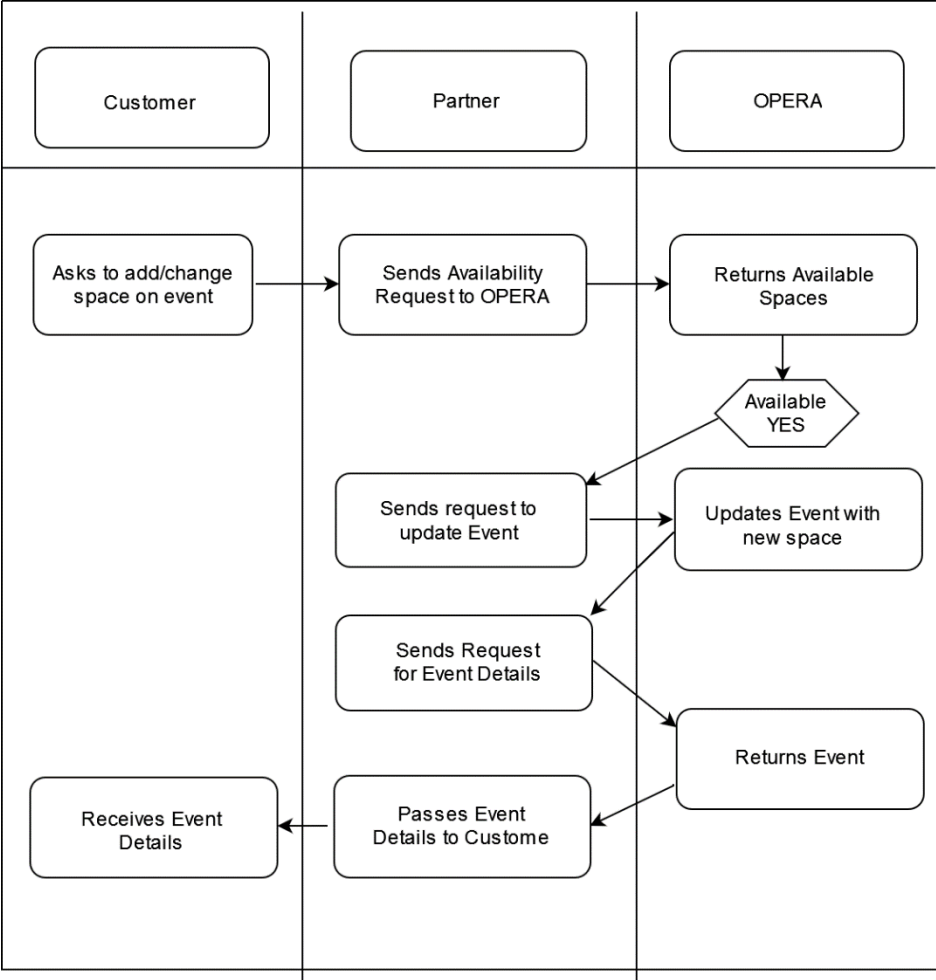 Customer
Partner
OPERA
Asks to add/change
space on event
Sends Availability
Request to OPERA
Returns Available
Spaces
Available
YES
Sends request to
update Event
Updates Event with
new space
Sends Request
for Event Details
Returns Event
Passes Event
Details to Custome
Receives Event
Details